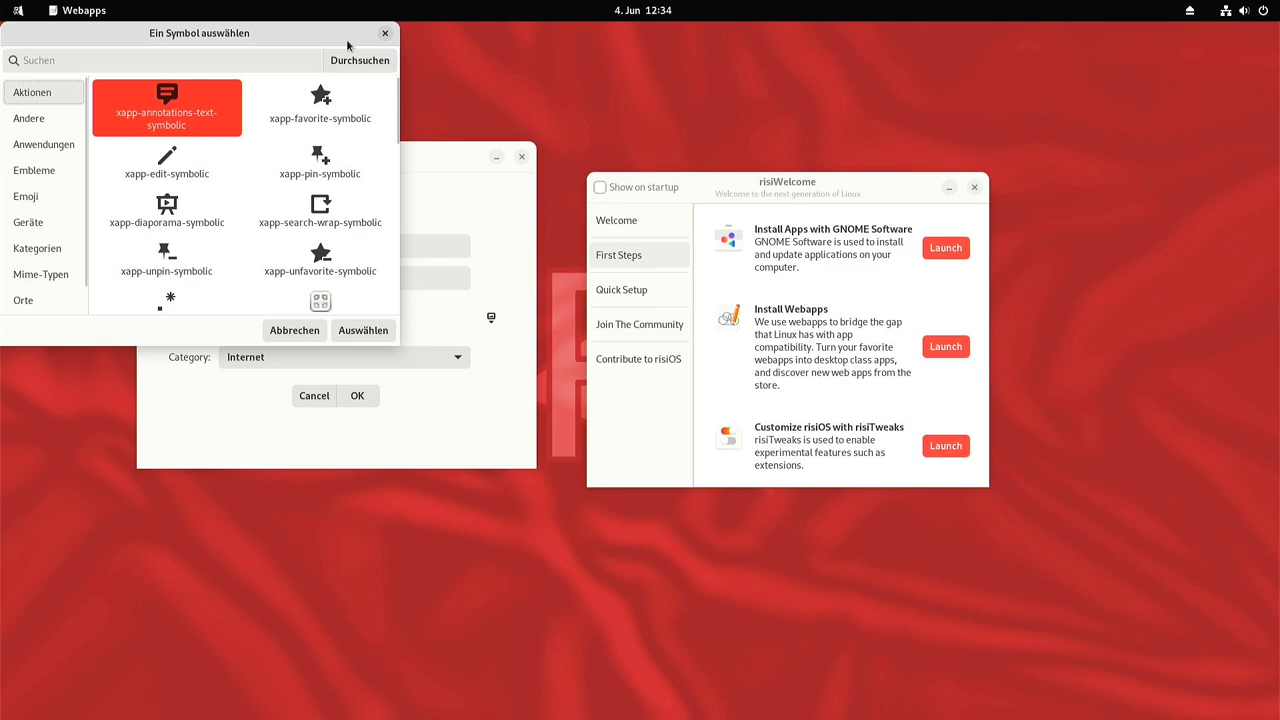 Webapps
4. Jun 12:34
Ein Symbol auswählen
Suchen
Durchsuchen
Aktionen
Andere
Anwendungen
Embleme
Emoji
Geräte
Kategorien
Mime-Typen
Orte
xapp-annotations-text-
symbolic
xapp-favorite-symbolic
xapp-edit-symbolic
xapp-pin-symbolic
xapp-diaporama-symbolic
xapp-search-wrap-symbolic
xapp-unpin-symbolic
xapp-unfavorite-symbolic
Abbrechen
Auswählen
Category:
Internet
Cancel
OK
Show on startup
risiWelcome
Welcome to the next generation of Linux
Welcome
First Steps
Quick Setup
Join The Community
Contribute to risiOS
Install Apps with GNOME Software
GNOME Software is used to install
and update applications on your
computer.
Launch
Install Webapps
We use webapps to bridge the gap
that Linux has with app
compatibility. Turn your favorite
webapps into desktop class apps,
and discover new web apps from the
store.
Launch
Customize risiOS with risiTweaks
risiTweaks is used to enable
experimental features such as
extensions.
Launch